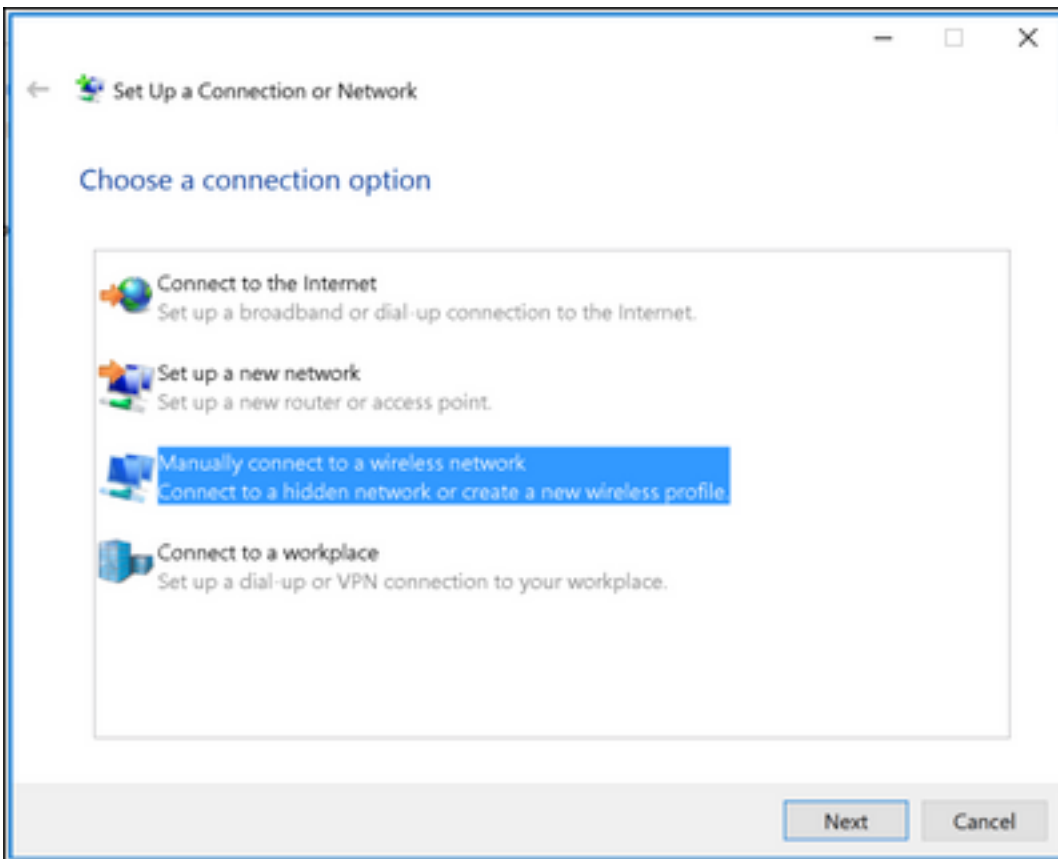 Set Up a Connection or Network
Choose a connection option
Connect to the Internet
Set up a broadband or dial-up connection to the Internet.
Set up a new network
Set up a new router or access point.
Manually connect to a wireless network
Connect to a hidden network or create a new wireless profile.
Connect to a workplace
Set up a dial-up or VPN connection to your workplace.
Next Cancel